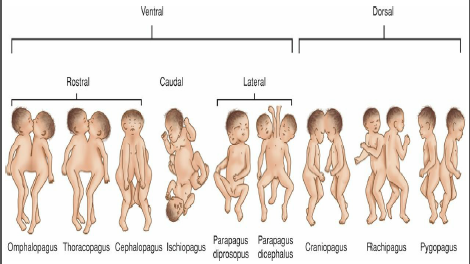 Ventral Dorsal
Rostral Caudal Lateral
Omphalopagus Thoracopagus Cephalopagus Ischiopagus Parapagus diprosopus Parapagus dicephalus Craniopagus Rachipagus Pygopagus